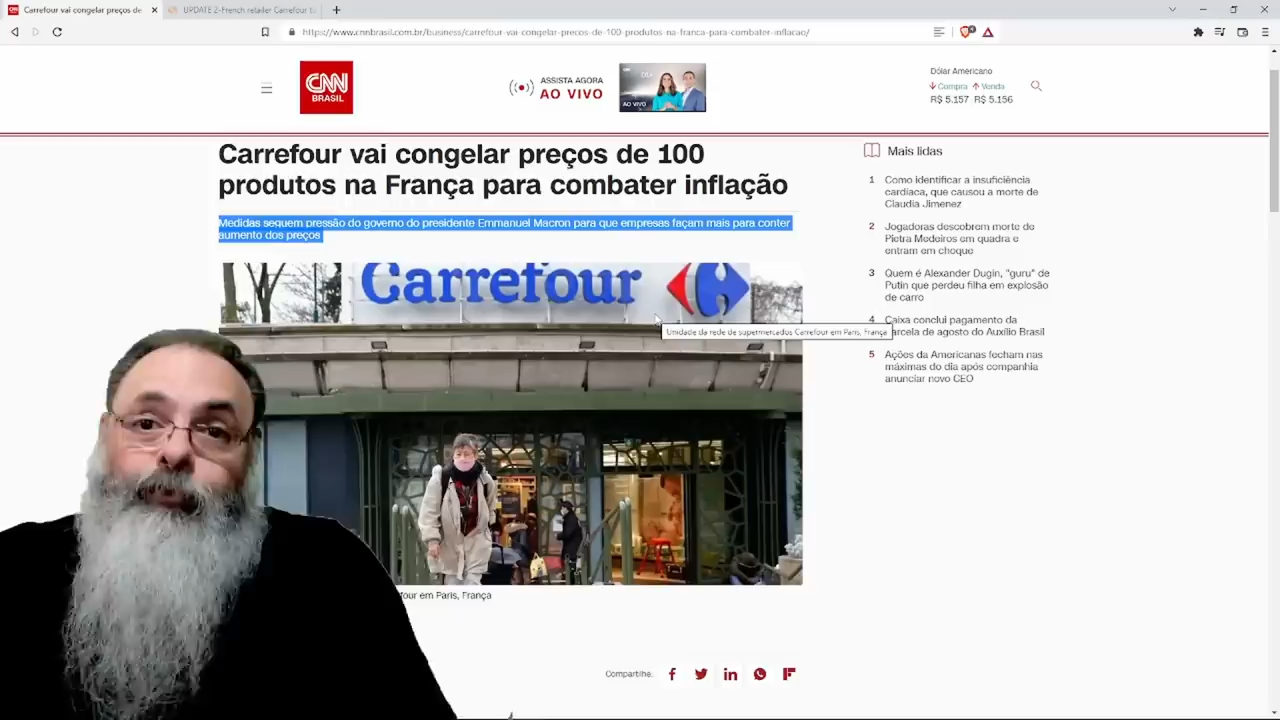 Carrefour vai congelar preços de
UPDATE 2-French retailer Carrefour t
https://www.cnnbrasil.com.br/business/carrefour-vai-congelar-precos-de-100-produtos-na-franca-para-combater-inflacao/
CNN
BRASIL
ASSISTA AGORA
AO VIVO
AO VIVO
Dólar Americano
Compra Venda
R$ 5.157 R$ 5.156
Carrefour vai congelar preços de 100
produtos na França para combater inflação
Medidas seguem pressão do governo do presidente Emmanuel Macron para que empresas façam mais para conter
aumento dos preços
Carrefour
Unidade da rede de supermercados Carrefour em Paris, França
four em Paris, França
Compartilhe:
Mais lidas
1 Como identificar a insuficiência
cardíaca, que causou a morte de
Claudia Jimenez
2 Jogadoras descobrem morte de
Pietra Medeiros em quadra e
entram em choque
3 Quem é Alexander Dugin, "guru" de
Putin que perdeu filha em explosão
de carro
4 Caixa conclui pagamento da
arcela de agosto do Auxílio Brasil
5 Ações da Americanas fecham nas
máximas do dia após companhia
anunciar novo CEO